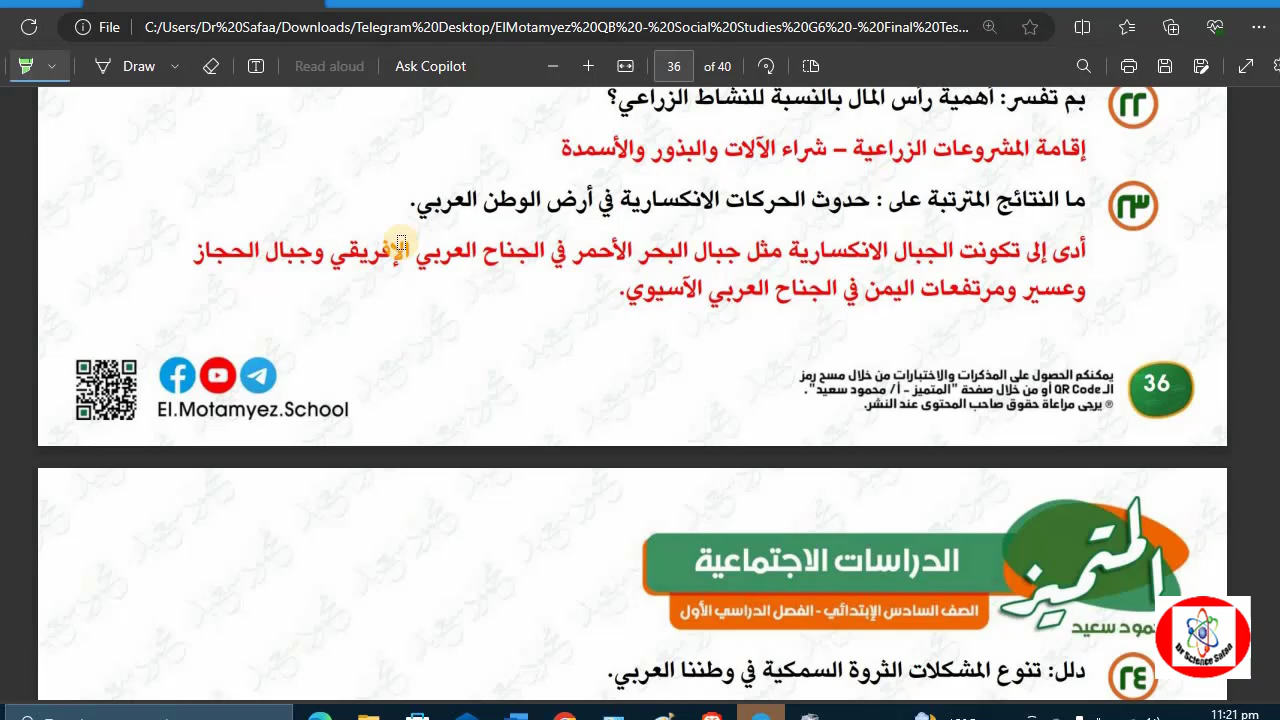 File
C:/Users/Dr%20Safaa/Downloads/Telegram%20Desktop/ElMotamyez%20QB%20-%20Social%20Studies%20G6%20-%20Final%20Tes...
Draw
Read aloud
Ask Copilot
36 of 40
٢٢ بم تفسر: أهمية رأس المال بالنسبة للنشاط الزراعي؟
إقامة المشروعات الزراعية – شراء الآلات والبذور والأسمدة
٢٣ ما النتائج المترتبة على : حدوث الحركات الانكسارية في أرض الوطن العربي.
أدى إلى تكونت الجبال الانكسارية مثل جبال البحر الأحمر في الجناح العربي الإفريقي وجبال الحجاز
وعسير ومرتفعات اليمن في الجناح العربي الآسيوي.
El.Motamyez.School
يمكنكم الحصول على المذكرات والاختبارات من خلال مسح رمز
الـ QR Code أو من خلال صفحة "المتميز - أ / محمود سعيد".
® يرجى مراعاة حقوق صاحب المحتوى عند النشر.
36
المتميز
الدراسات الاجتماعية
الصف السادس الإبتدائي - الفصل الدراسي الأول
مود سعيد
Dr Science Safaa
٢٤ دلل: تنوع المشكلات الثروة السمكية في وطننا العربي.
11:21 pm